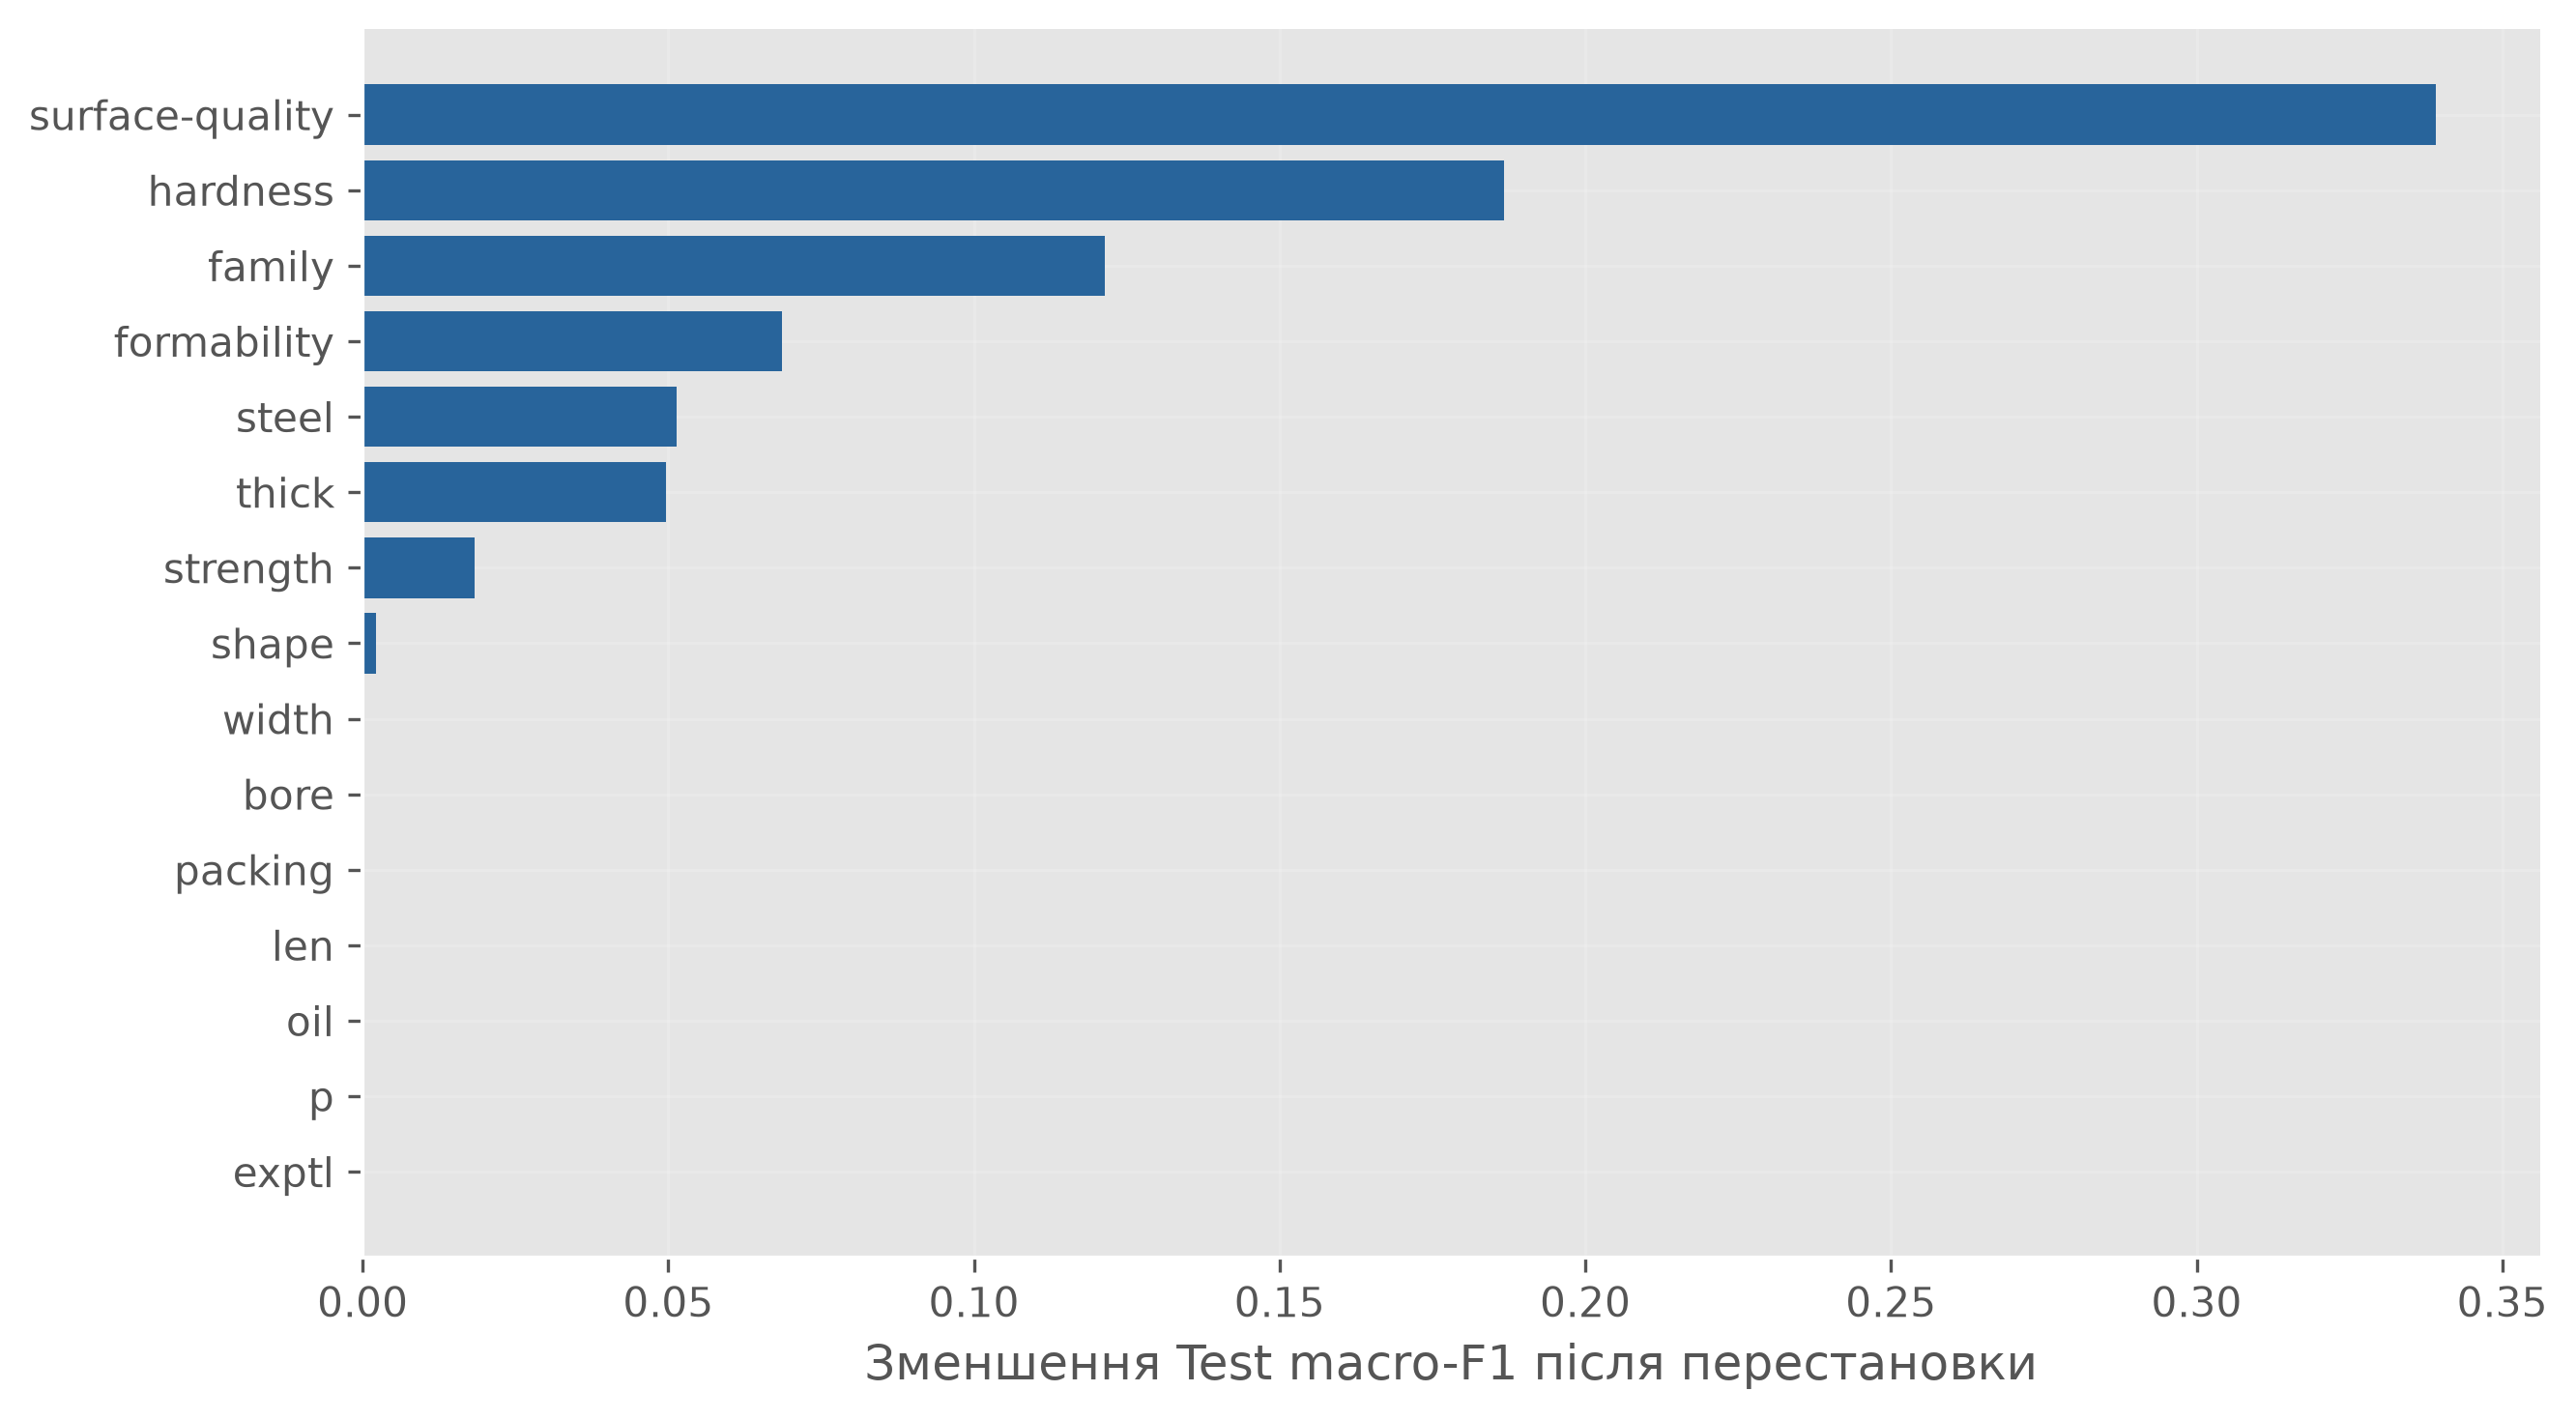 surface-quality
hardness
family
formability
steel
thick
strength
shape
width
bore
packing
len
oil
p
exptl
0.00 0.05 0.10 0.15 0.20 0.25 0.30 0.35
Зменшення Test macro-F1 після перестановки